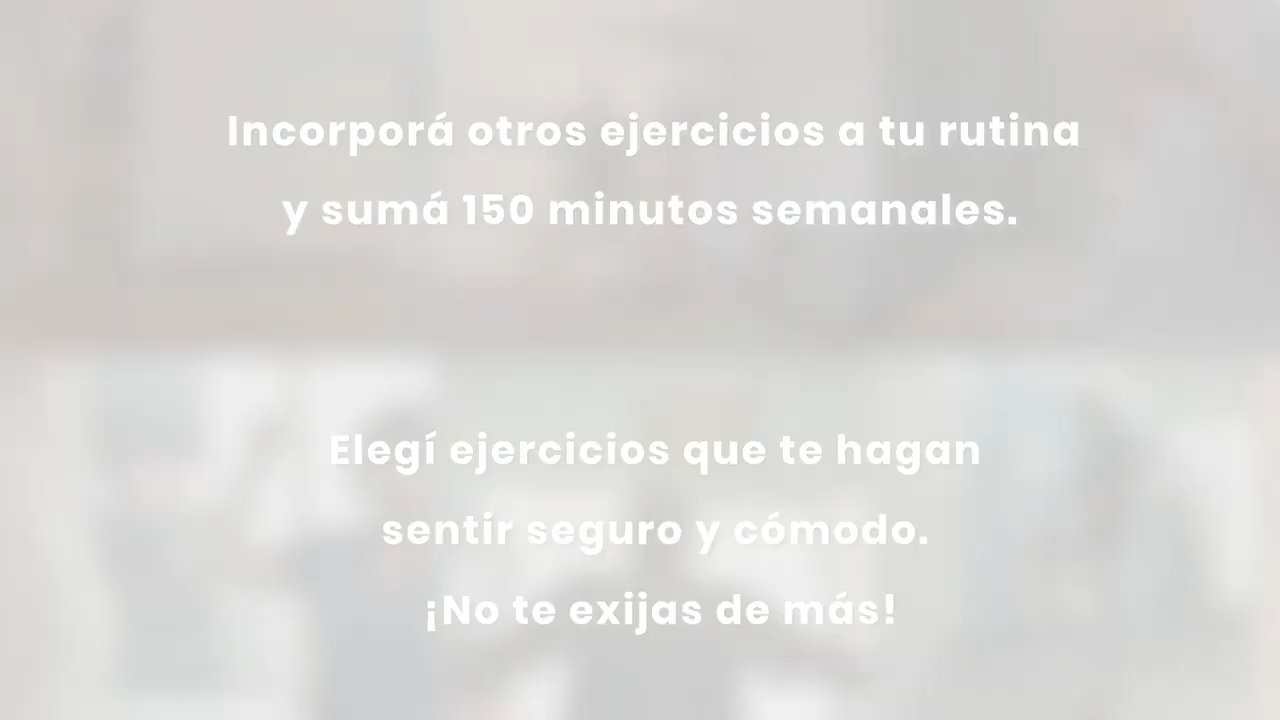 Incorporá otros ejercicios a tu rutina
y sumá 150 minutos semanales.
Elegí ejercicios que te hagan
sentir seguro y cómodo.
¡No te exijas de más!